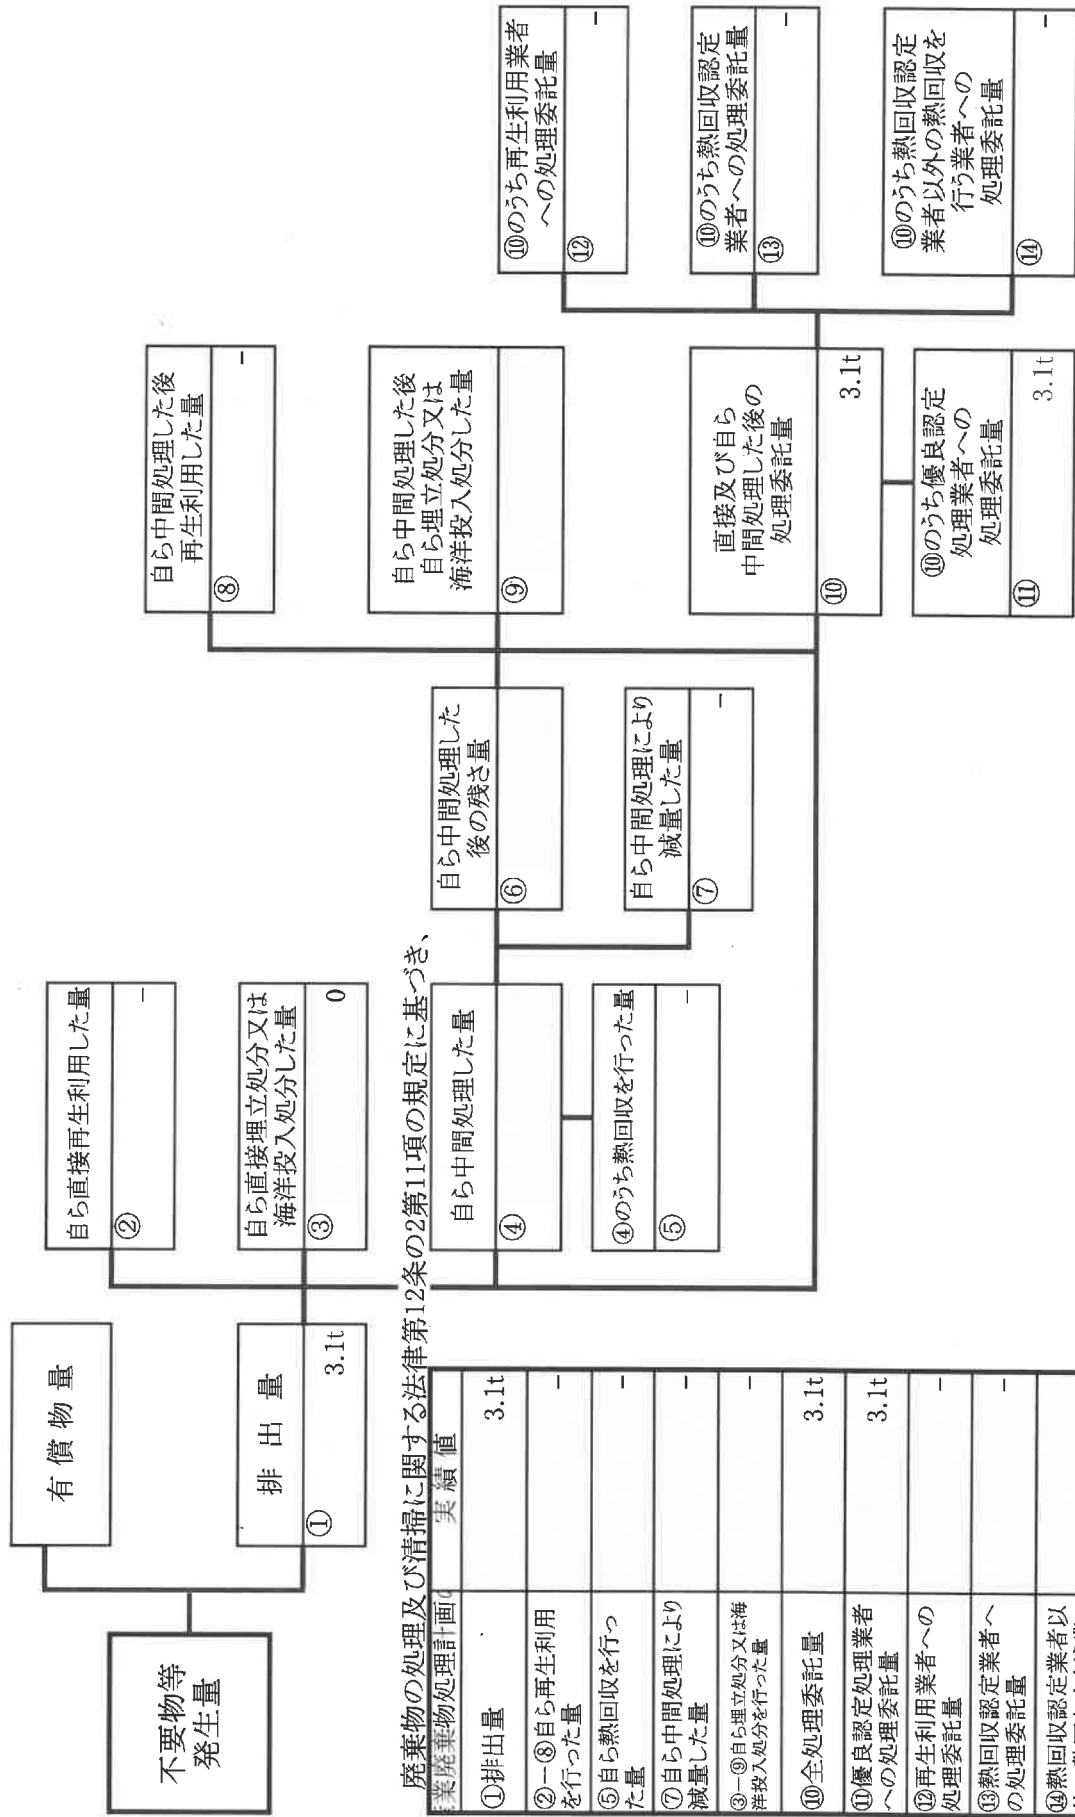 不要物等
発生量
有償物量
排出量
① 3.1t
自ら直接再生利用した量
② −
自ら直接埋立処分又は
海洋投入処分した量
③ 0
廃棄物の処理及び清掃に関する法律第12条の2第11項の規定に基づき、
自ら中間処理した量
④
④のうち熱回収を行った量
⑤ −
自ら中間処理した
後の残さ量
⑥
自ら中間処理により
減量した量
⑦ −
自ら中間処理した後
再生利用した量
⑧ −
自ら中間処理した後
自ら埋立処分又は
海洋投入処分した量
⑨
直接及び自ら
中間処理した後の
処理委託量
⑩ 3.1t
⑩のうち優良認定
処理業者への
処理委託量
⑪ 3.1t
⑩のうち再生利用業者
への処理委託量
⑫ −
⑩のうち熱回収認定
業者への処理委託量
⑬ −
⑩のうち熱回収認定
業者以外の熱回収を
行う業者への
処理委託量
⑭ −
業廃棄物処理計画 実績値
①排出量 3.1t
②−⑧自ら再生利用
を行った量 −
⑤自ら熱回収を行っ
た量 −
⑦自ら中間処理により
減量した量 −
③−⑨自ら埋立処分又は海
洋投入処分を行った量 −
⑩全処理委託量 3.1t
⑪優良認定処理業者
への処理委託量 3.1t
⑫再生利用業者への
処理委託量 −
⑬熱回収認定業者へ
の処理委託量 −
⑭熱回収認定業者以